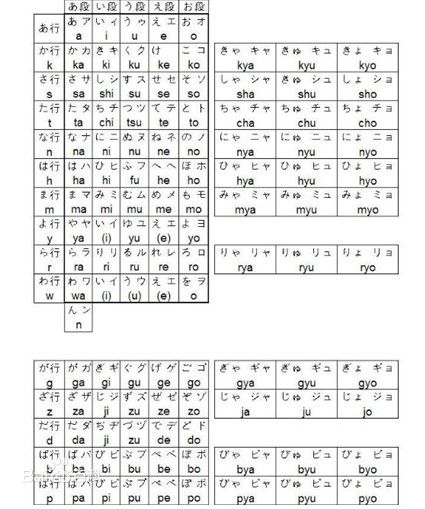 あ段 い段 う段 え段 お段
あ行 あア いイ うゥ えエ おオ
a i u e o
か行 かカ きキ くク け こコ きゃ キャ きゅ キュ きょ キョ
k ka ki ku ke ko kya kyu kyo
さ行 さサ しシ すス せセ そソ しゃ シャ きゅ シュ しょ ショ
s sa shi su se so sha shu sho
た行 たタ ちチ つツ てテ とト ちゃ チャ ちゅ チュ ちょ チョ
t ta chi tsu te to cha chu cho
な行 なナ にニ ぬヌ ねネ のノ にゃ ニャ にゅ ニュ にょ ニョ
n na ni nu ne no nya nyu nyo
は行 はハ ひヒ ふフ へヘ ほホ ひゃ ヒャ ひゅ ヒュ ひょ ヒョ
h ha hi fu he ho hya hyu hyo
ま行 まマ みミ むム めメ もモ みゃ ミャ みゅ ミュ みょ ミョ
m ma mi mu me mo mya myu myo
よ行 やヤ いイ ゆユ えエ よヨ
y ya (i) yu (e) yo
ら行 らラ りリ るル れレ ろロ りゃ リャ りゅ リュ りょ リョ
r ra ri ru re ro rya ryu ryo
わ行 わワ いイ うウ えエ をヲ
w wa (i) (u) (e) o
んン
n
が行 がガ ぎギ ぐグ げゲ ごゴ ぎゃ ギャ ぎゅ ギュ ぎょ ギョ
g ga gi gu ge go gya gyu gyo
ざ行 ざザ じジ ずズ ぜゼ ぞゾ じゃ ジャ じゅ ジュ じょ ジョ
z za ji zu ze zo ja ju jo
だ行 だダ ぢヂ づヅ でデ どド
d da ji zu de do
ば行 ばバ びビ ぶブ べベ ぼボ びゃ ビャ びゅ ビュ びょ ビョ
b ba bi bu be bo bya byu byo
ぱ行 ぱパ ぴピ ぷプ ぺペ ぽポ ぴゃ ピャ ぴゅ ピュ ぴょ ピョ
p pa pi pu pe po pya pyu pyo